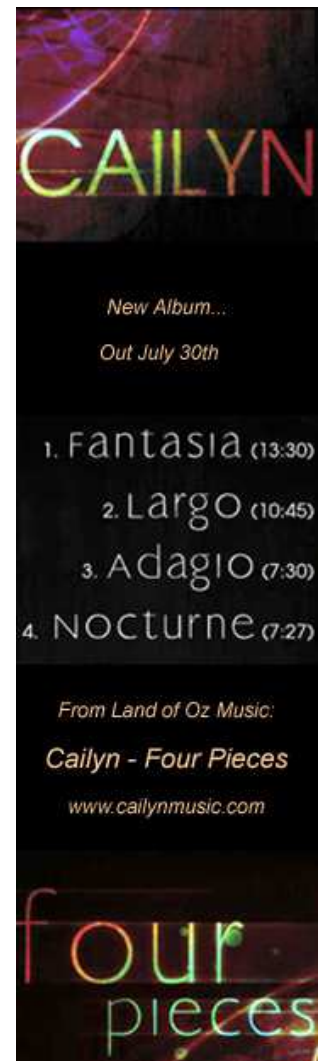 CAILYN
New Album...
Out July 30th
1. Fantasia (13:30)
2. Largo (10:45)
3. Adagio (7:30)
4. Nocturne (7:27)
From Land of Oz Music:
Cailyn - Four Pieces
www.cailynmusic.com
four
pieces